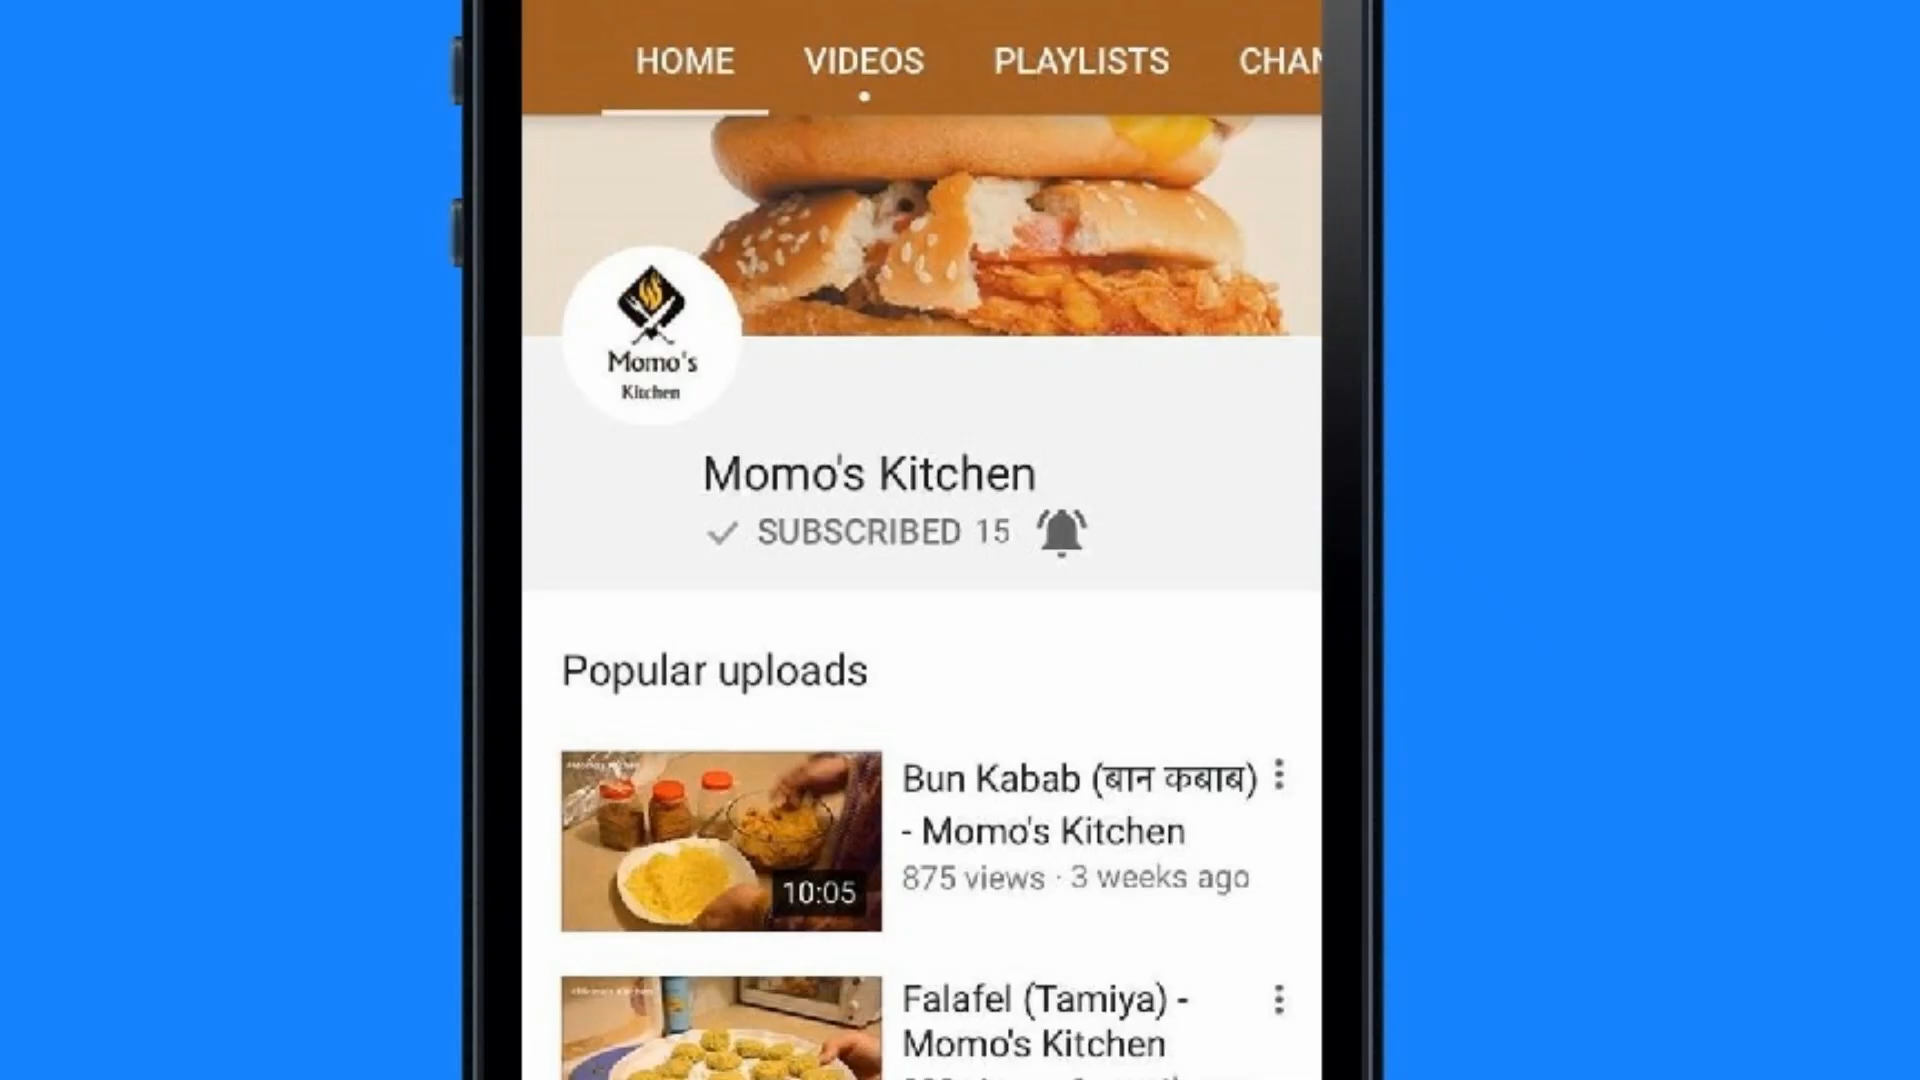 HOME VIDEOS PLAYLISTS CHAN
Momo's
Kitchen
Momo's Kitchen
SUBSCRIBED 15
Popular uploads
Bun Kabab (बान कबाब)
- Momo's Kitchen
875 views · 3 weeks ago
10:05
Falafel (Tamiya) -
Momo's Kitchen